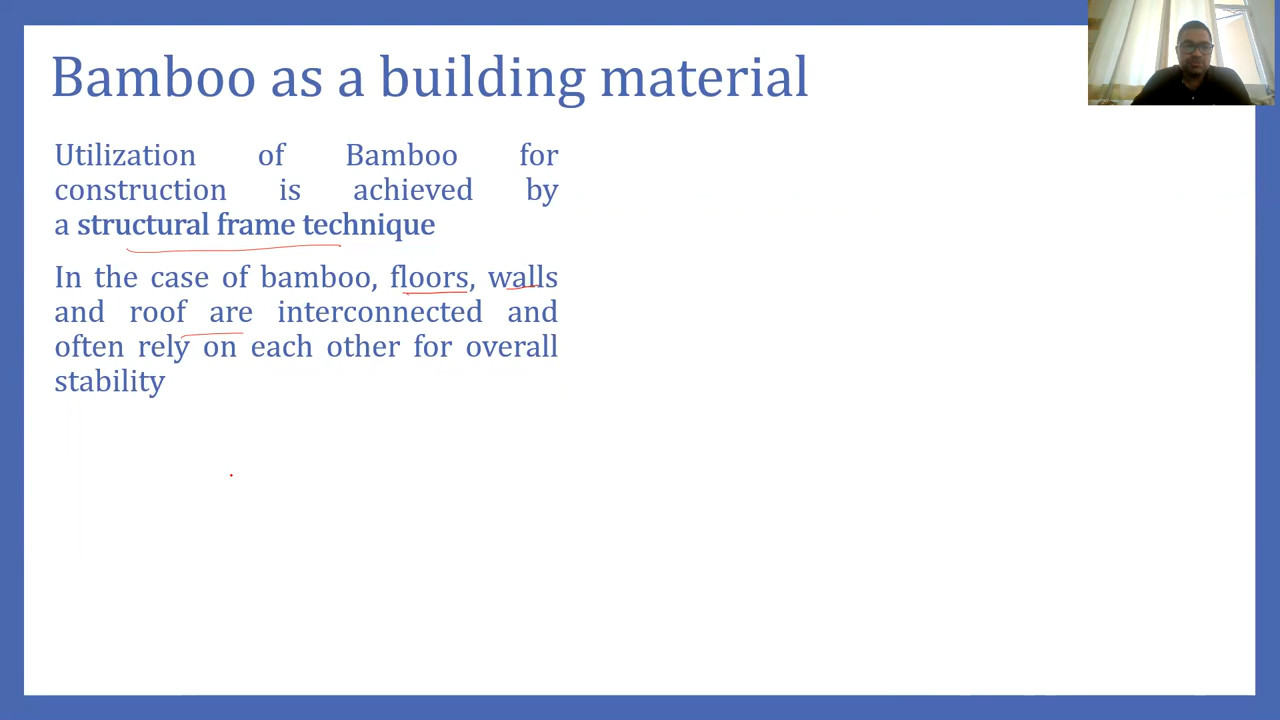 Bamboo as a building material
Utilization of Bamboo for
construction is achieved by
a structural frame technique
In the case of bamboo, floors, walls
and roof are interconnected and
often rely on each other for overall
stability